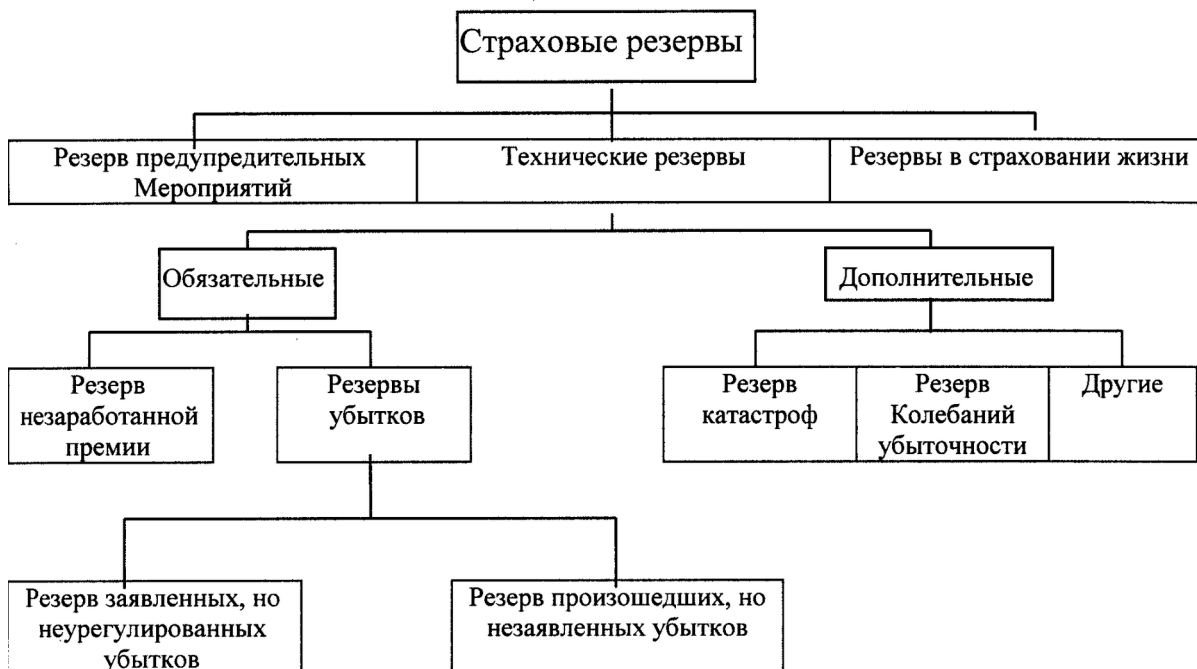 Страховые резервы
Резерв предупредительных
Мероприятий
Технические резервы
Резервы в страховании жизни
Обязательные
Дополнительные
Резерв
незаработанной
премии
Резервы
убытков
Резерв
катастроф
Резерв
Колебаний
убыточности
Другие
Резерв заявленных, но
неурегулированных
убытков
Резерв произошедших, но
незаявленных убытков